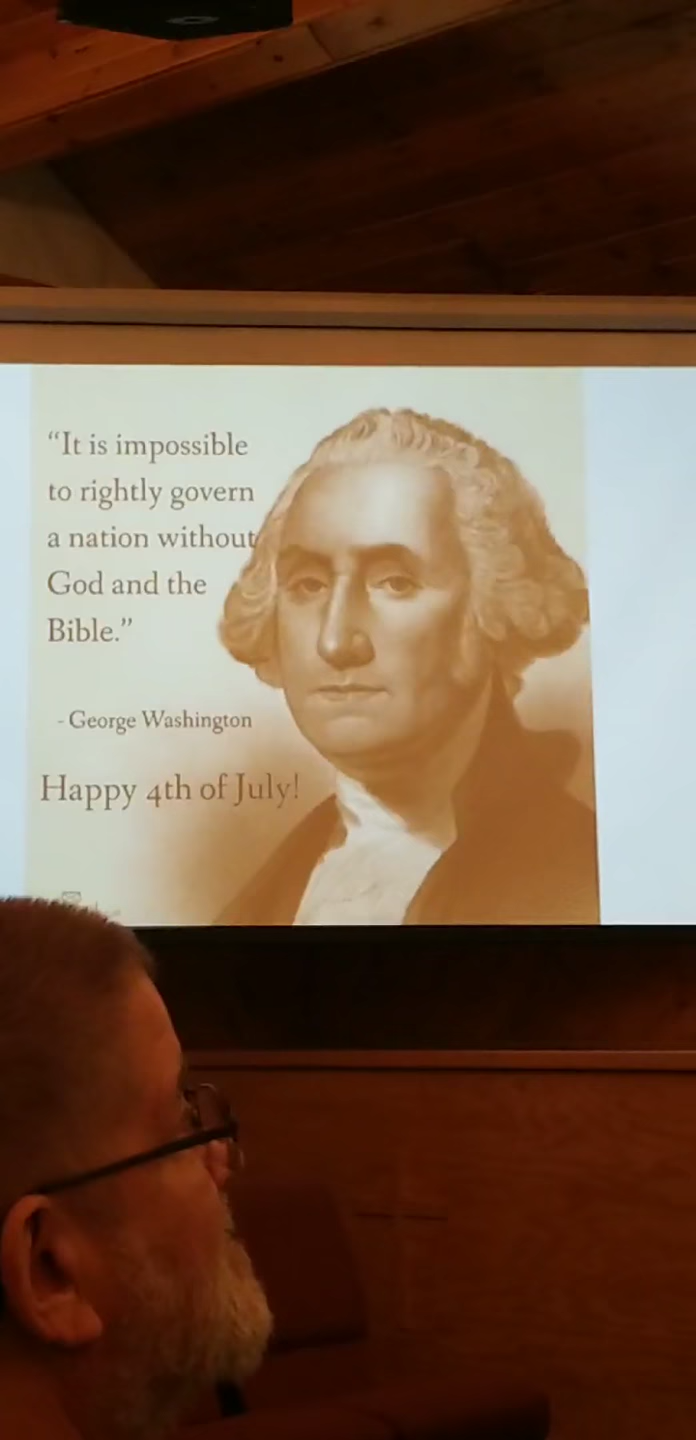 “It is impossible
to rightly govern
a nation without
God and the
Bible.”
- George Washington
Happy 4th of July!